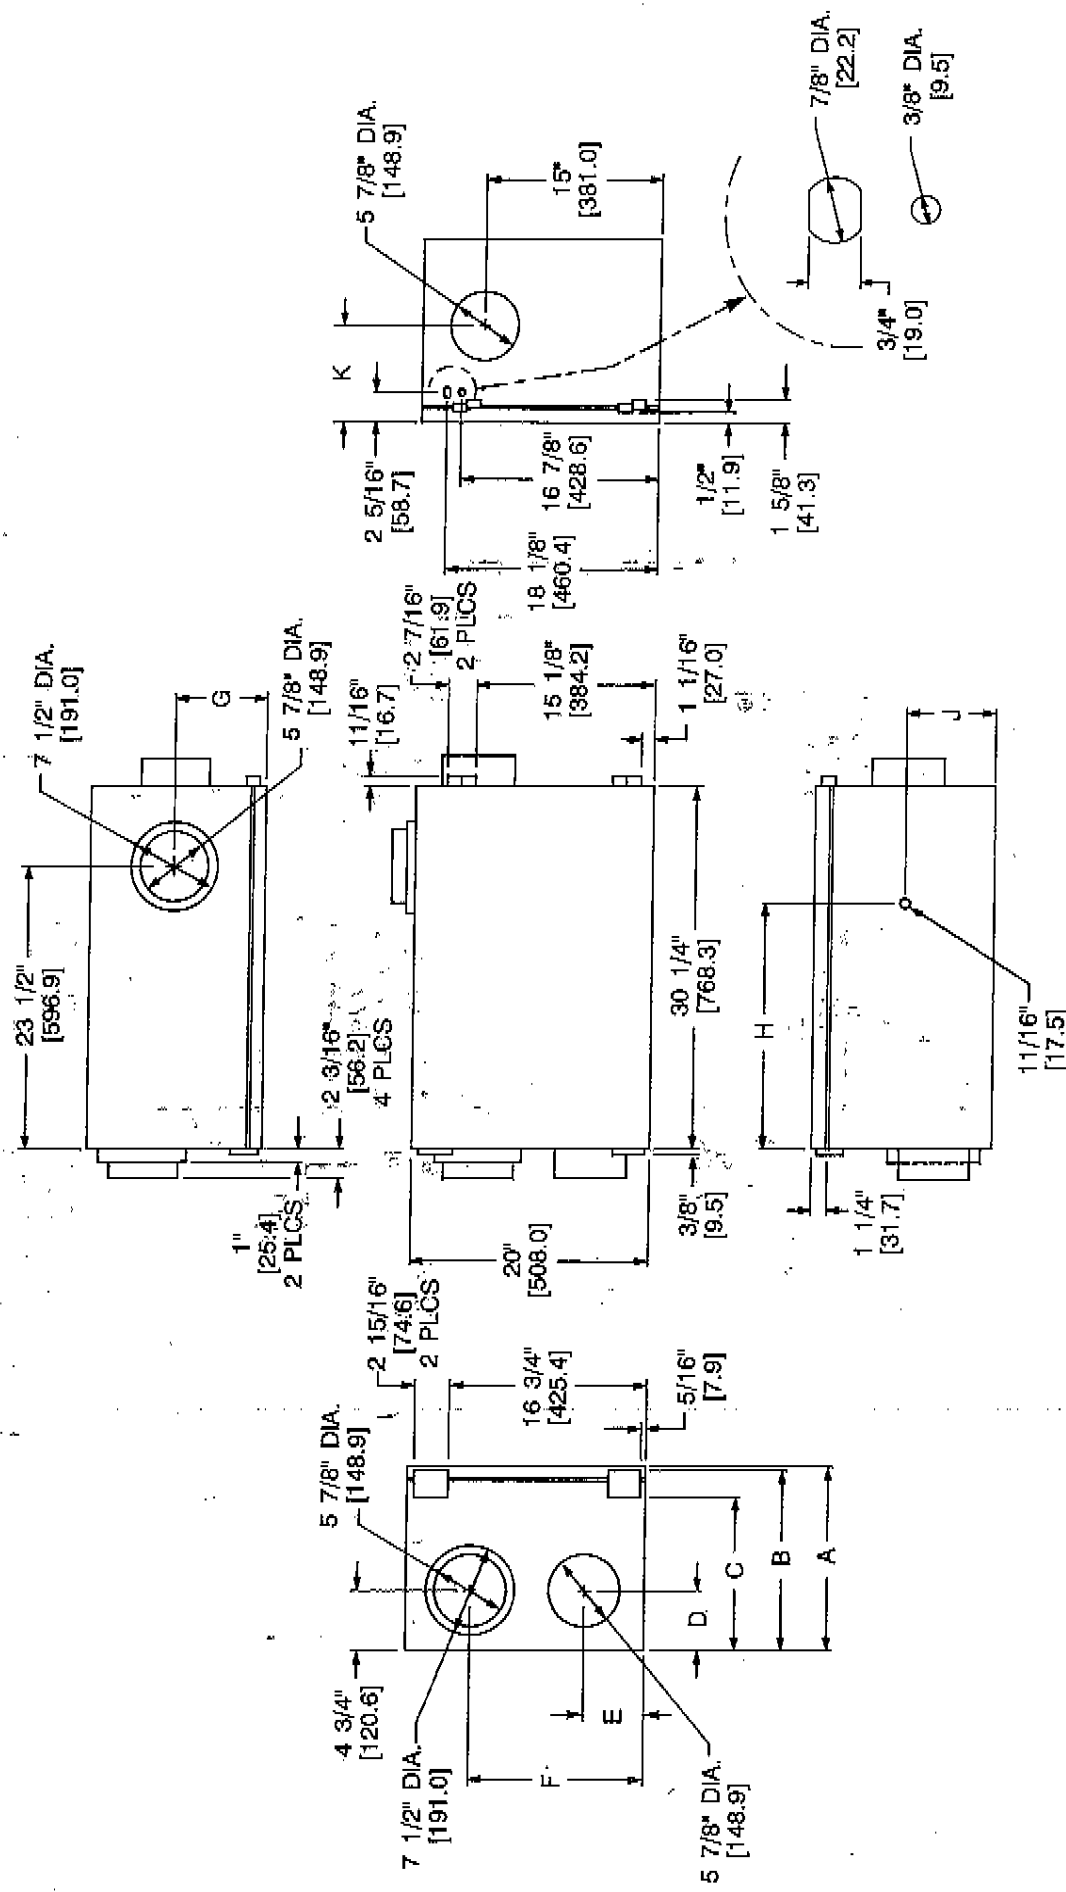 7 1/2" DIA.
[191.0]
23 1/2"
[596.9]
G
5 7/8" DIA.
[148.9]
1"
[25.4]
2 PLCS
2 3/16"
[56.2]
4 PLCS
11/16"
[16.7]
2 7/16"
[61.9]
2 PLCS
15 1/8"
[384.2]
1 1/16"
[27.0]
30 1/4"
[768.3]
20"
[508.0]
3/8"
[9.5]
H
J
11/16"
[17.5]
1 1/4"
[31.7]
5 7/8" DIA.
[148.9]
2 15/16"
[74.6]
2 PLCS
16 3/4"
[425.4]
5/16"
[7.9]
4 3/4"
[120.6]
7 1/2" DIA.
[191.0]
F
E
D
C
B
A
5 7/8" DIA.
[148.9]
K
5 7/8" DIA.
[148.9]
15"
[381.0]
2 5/16"
[58.7]
16 7/8"
[428.6]
18 1/8"
[460.4]
1/2"
[11.9]
1 5/8"
[41.3]
7/8" DIA.
[22.2]
3/8" DIA.
[9.5]
3/4"
[19.0]